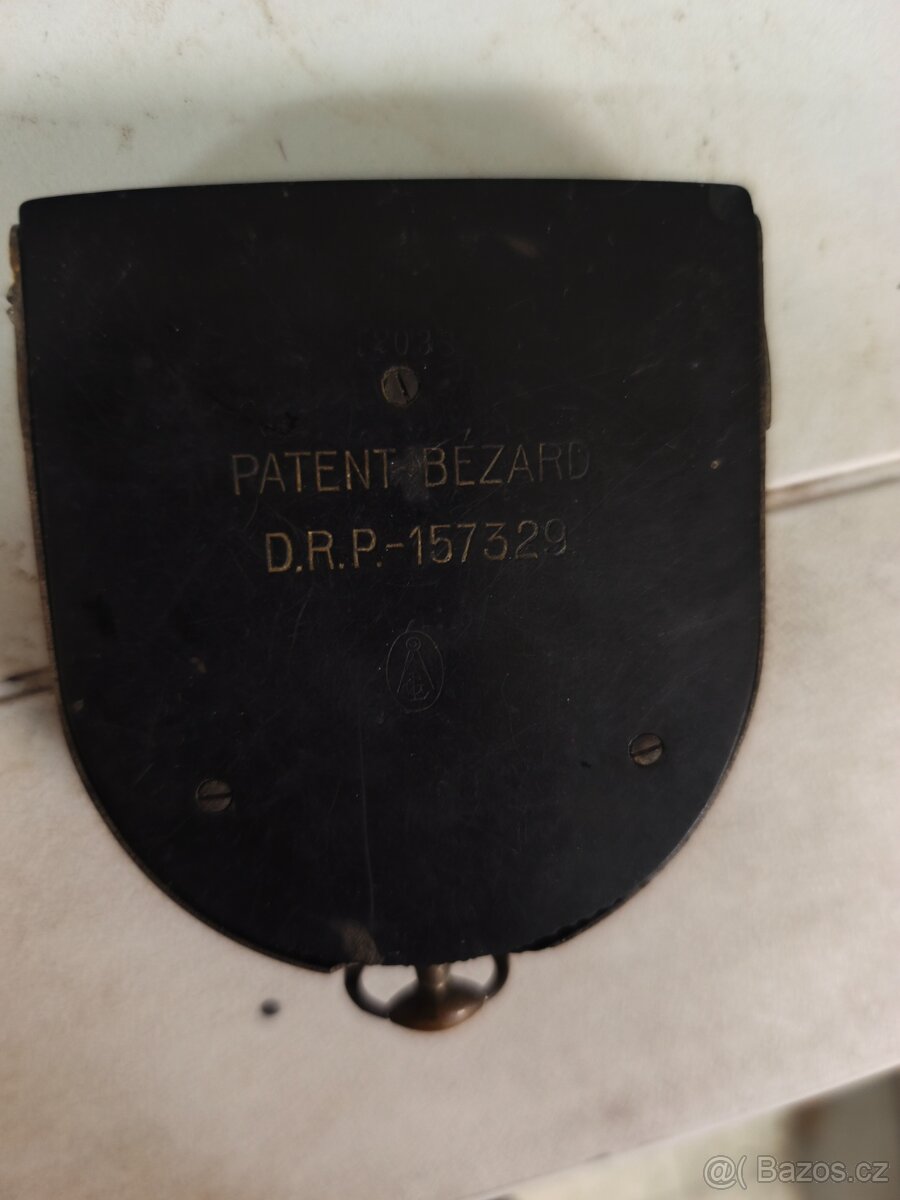 PATENT BÉZARD
D.R.P.-157329
@( Bazos.cz